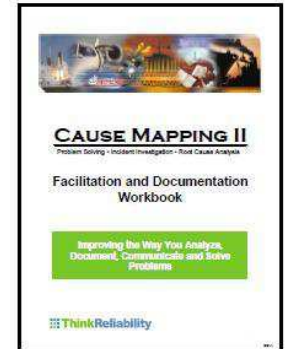 CAUSE MAPPING II
Problem Solving • Incident Investigation • Root Cause Analysis
Facilitation and Documentation
Workbook
Improving the Way You Analyze,
Document, Communicate and Solve
Problems
ThinkReliability